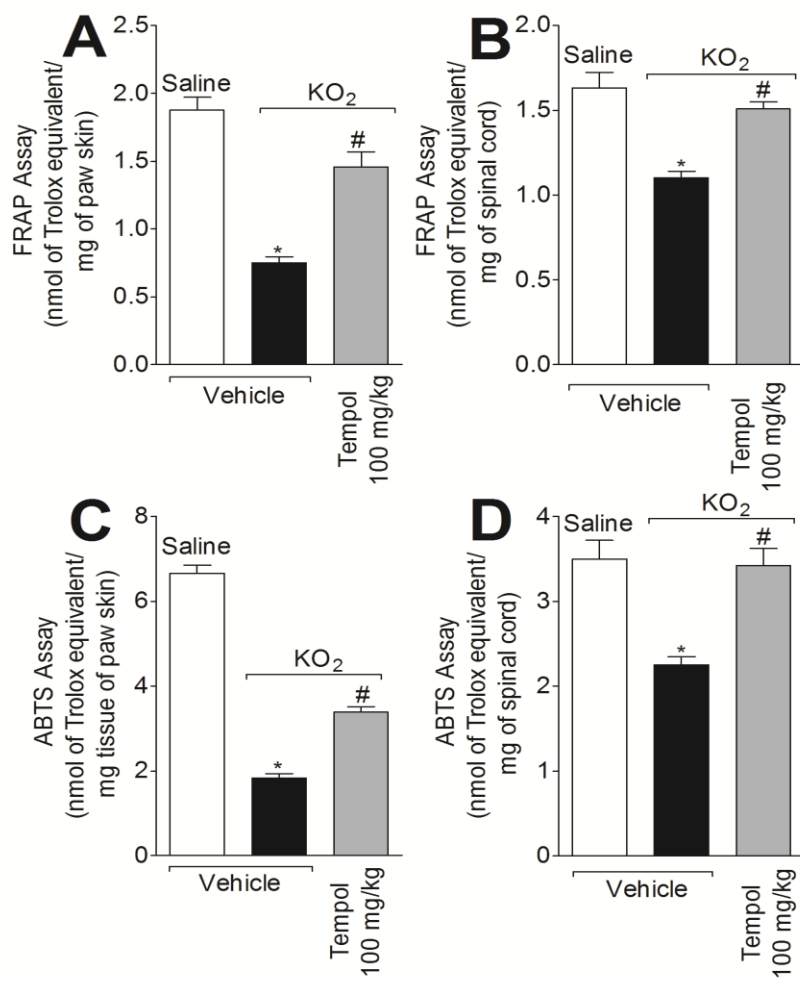 A
FRAP Assay
(nmol of Trolox equivalent/
mg of paw skin)
2.5
2.0
1.5
1.0
0.5
0.0
Saline
KO2
*
#
Vehicle
Tempol
100 mg/kg
B
FRAP Assay
(nmol of Trolox equivalent/
mg of spinal cord)
2.0
1.5
1.0
0.5
0.0
Saline
KO2
*
#
Vehicle
Tempol
100 mg/kg
C
ABTS Assay
(nmol of Trolox equivalent/
mg tissue of paw skin)
8
6
4
2
0
Saline
KO2
*
#
Vehicle
Tempol
100 mg/kg
D
ABTS Assay
(nmol of Trolox equivalent/
mg of spinal cord)
4
3
2
1
0
Saline
KO2
*
#
Vehicle
Tempol
100 mg/kg